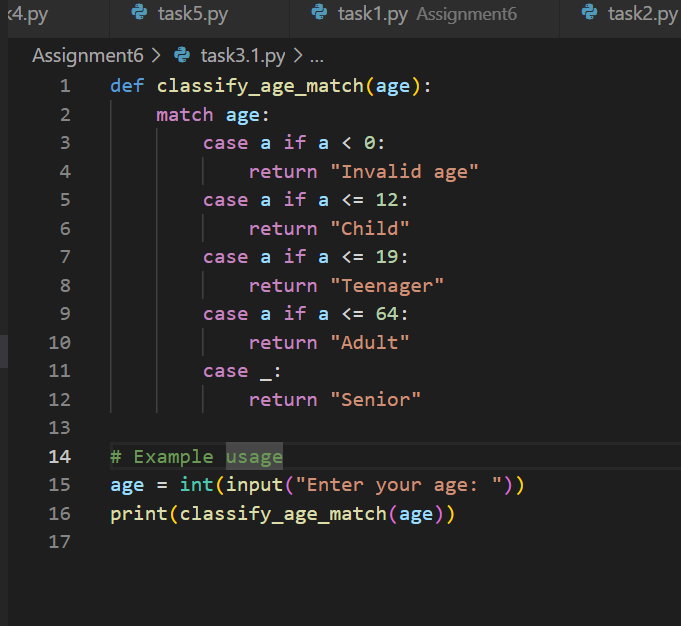 k4.py task5.py task1.py Assignment6 task2.py
Assignment6 > task3.1.py > ...
1 def classify_age_match(age):
2     match age:
3         case a if a < 0:
4             return "Invalid age"
5         case a if a <= 12:
6             return "Child"
7         case a if a <= 19:
8             return "Teenager"
9         case a if a <= 64:
10             return "Adult"
11         case _:
12             return "Senior"
13
14 # Example usage
15 age = int(input("Enter your age: "))
16 print(classify_age_match(age))
17